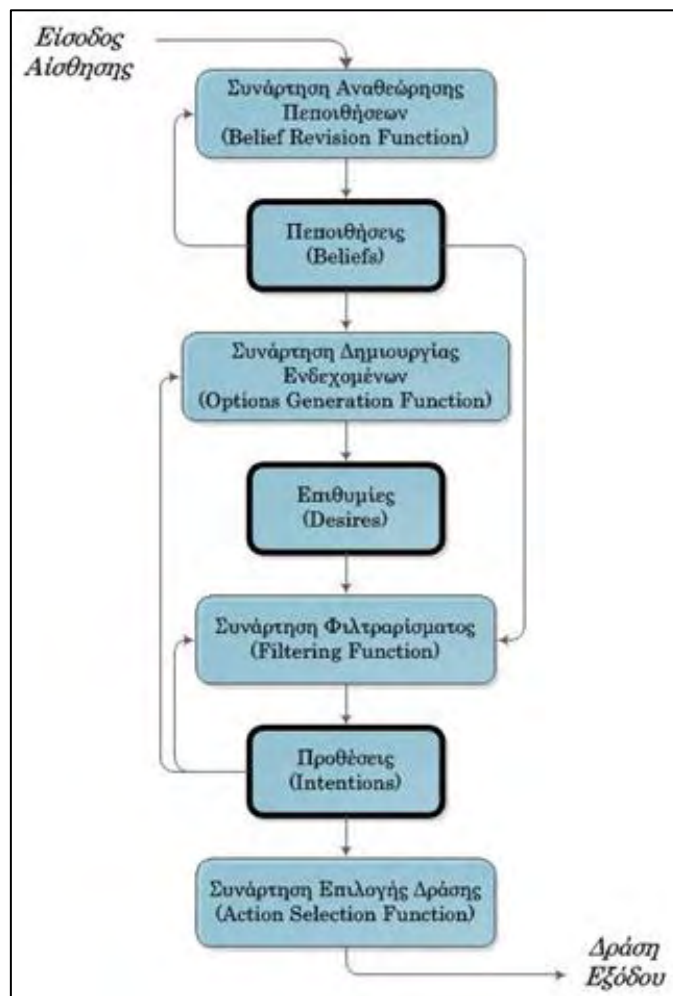 Είσοδος
Αίσθησης
Συνάρτηση Αναθεώρησης
Πεποιθήσεων
(Belief Revision Function)
Πεποιθήσεις
(Beliefs)
Συνάρτηση Δημιουργίας
Ενδεχομένων
(Options Generation Function)
Επιθυμίες
(Desires)
Συνάρτηση Φιλτραρίσματος
(Filtering Function)
Προθέσεις
(Intentions)
Συνάρτηση Επιλογής Δράσης
(Action Selection Function)
Δράση
Εξόδου